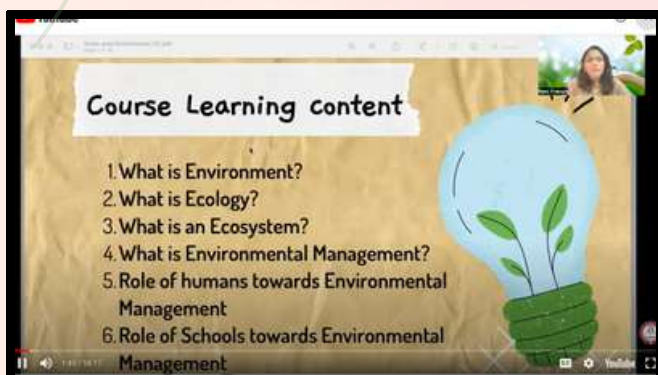 Course Learning content
1. What is Environment?
2. What is Ecology?
3. What is an Ecosystem?
4. What is Environmental Management?
5. Role of humans towards Environmental
Management
6. Role of Schools towards Environmental
Management
YouTube